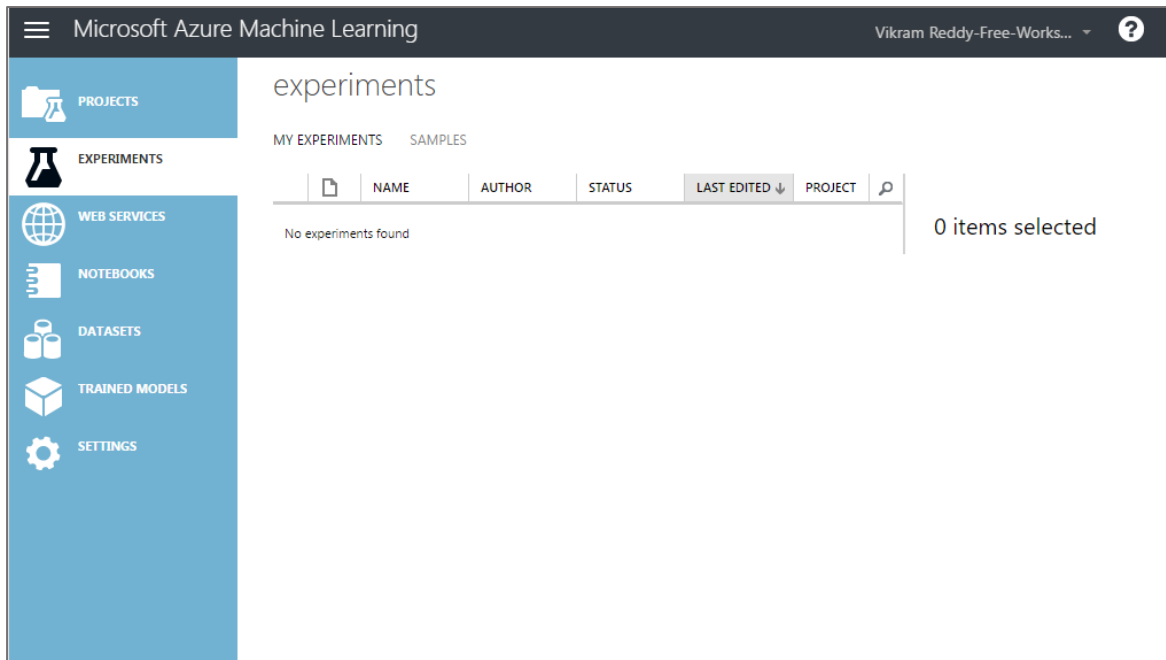 Microsoft Azure Machine Learning
Vikram Reddy-Free-Works...
?
PROJECTS
EXPERIMENTS
WEB SERVICES
NOTEBOOKS
DATASETS
TRAINED MODELS
SETTINGS
experiments
MY EXPERIMENTS SAMPLES
NAME AUTHOR STATUS LAST EDITED ↓ PROJECT
No experiments found
0 items selected